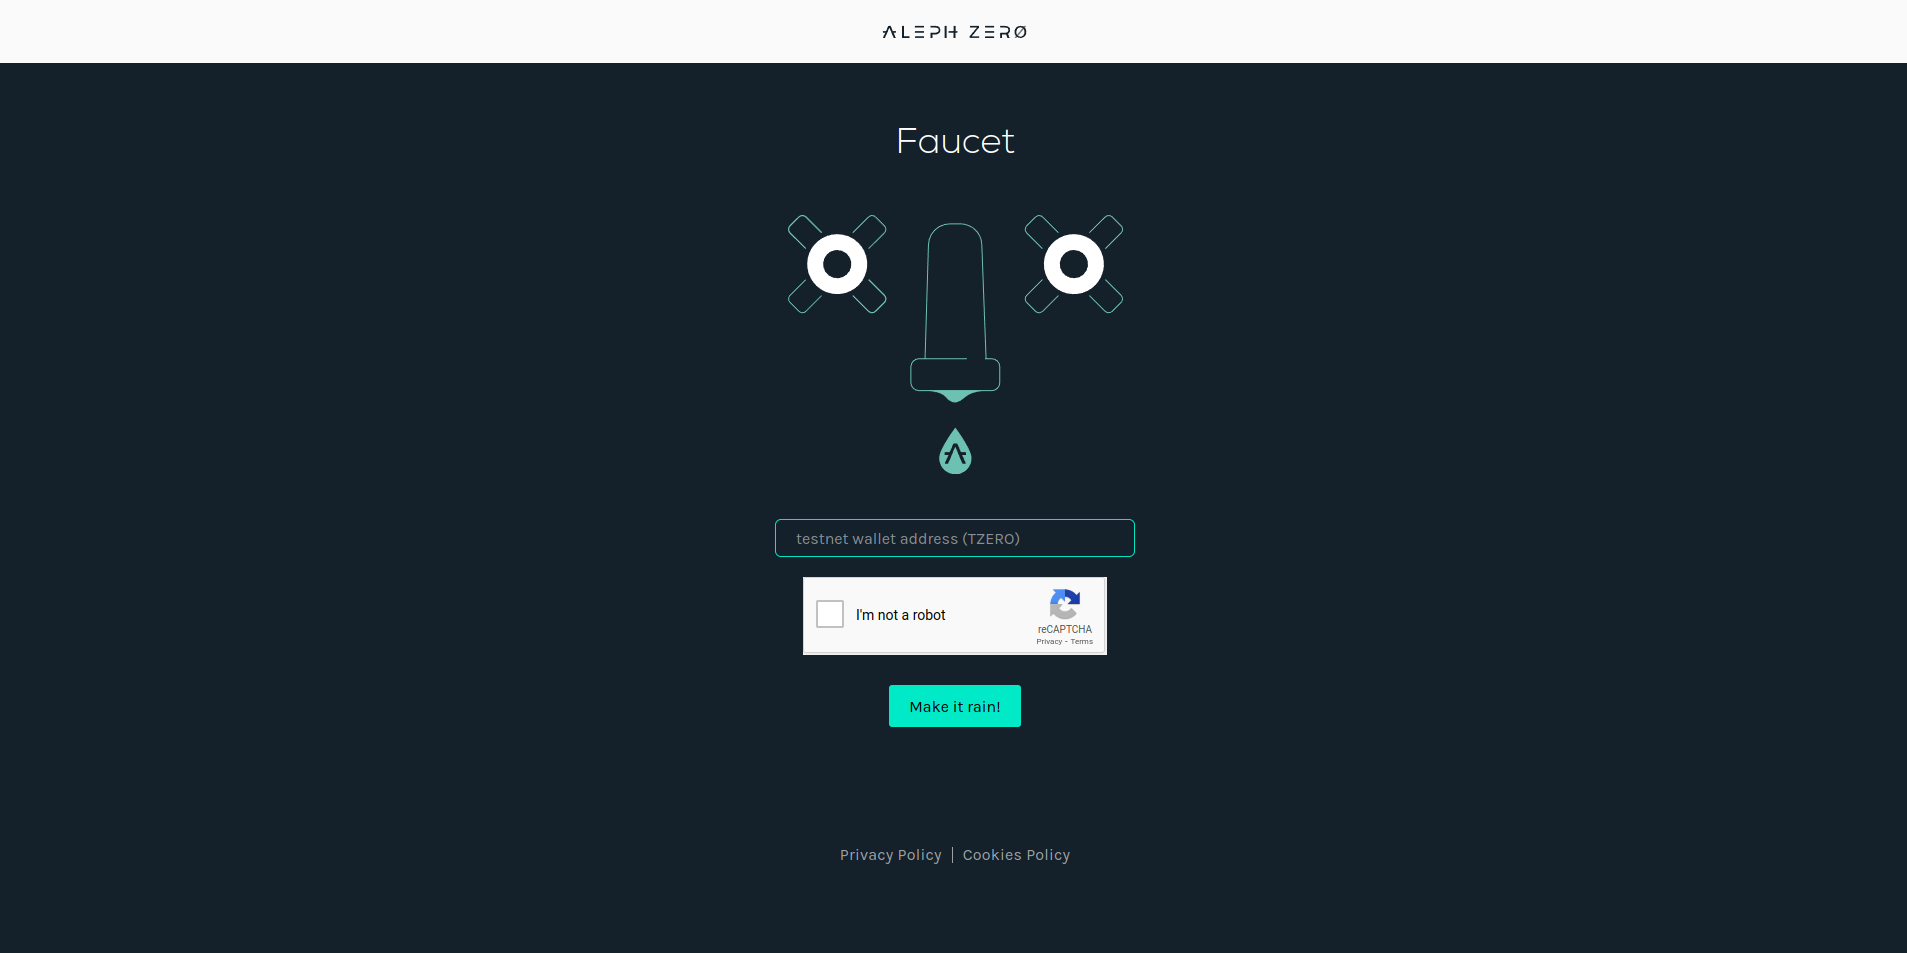 ALEPH ZERØ
Faucet
testnet wallet address (TZERO)
I'm not a robot
reCAPTCHA
Privacy - Terms
Make it rain!
Privacy Policy | Cookies Policy